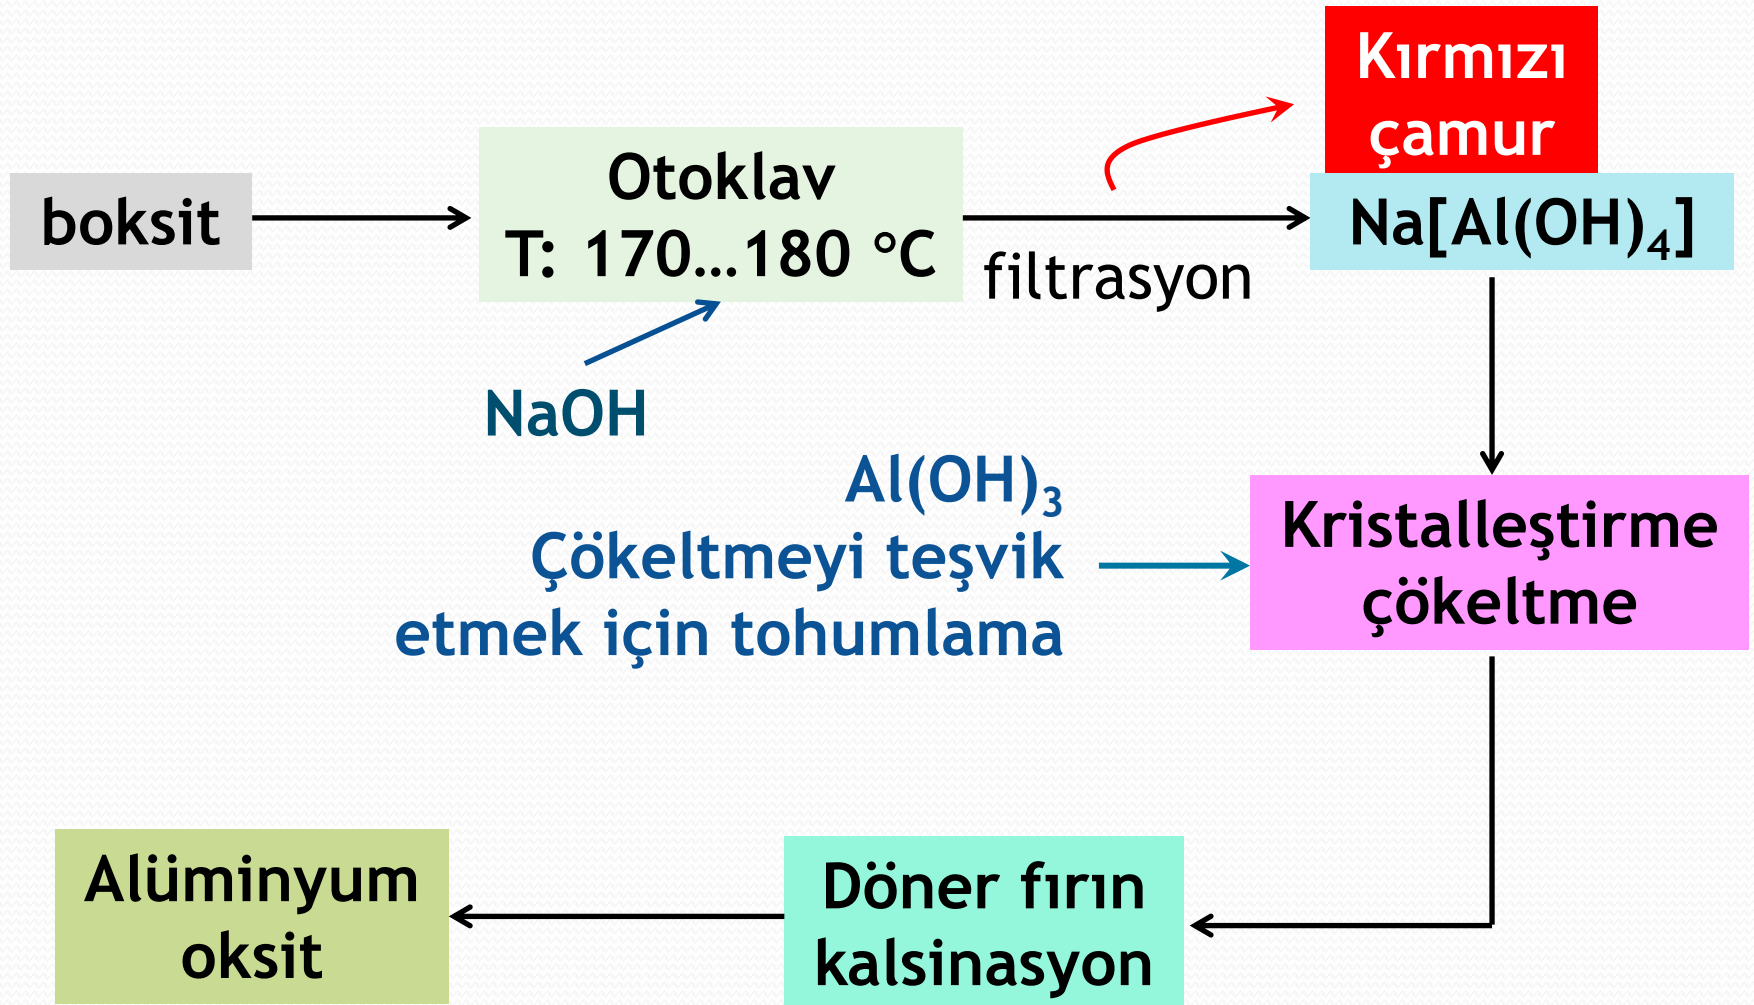 Kırmızı
çamur
boksit
Otoklav
T: 170…180 °C
filtrasyon
Na[Al(OH)₄]
NaOH
Al(OH)₃
Çökeltmeyi teşvik
etmek için tohumlama
Kristalleştirme
çökeltme
Döner fırın
kalsinasyon
Alüminyum
oksit